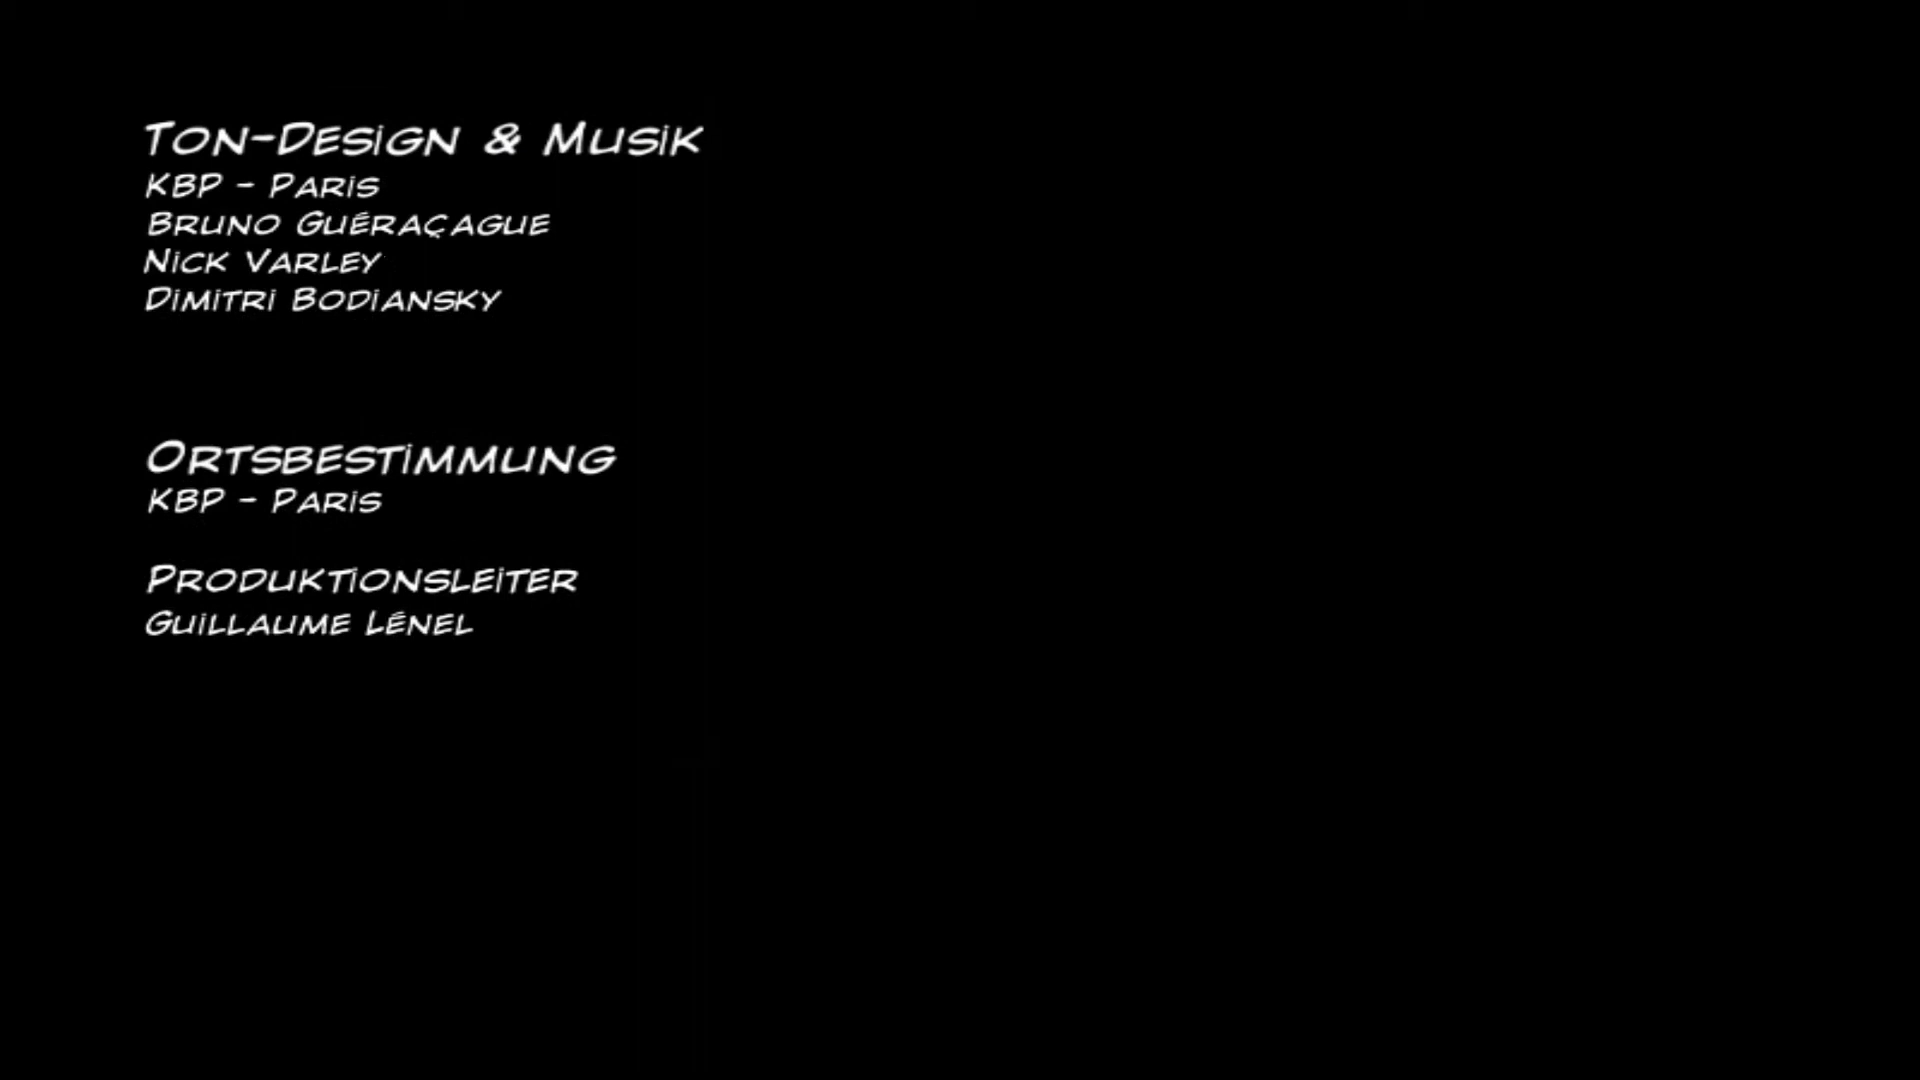 Ton-Design & Musik
KBP - Paris
Bruno Guéraçague
Nick Varley
Dimitri Bodiansky
Ortsbestimmung
KBP - Paris
Produktionsleiter
Guillaume Lénel